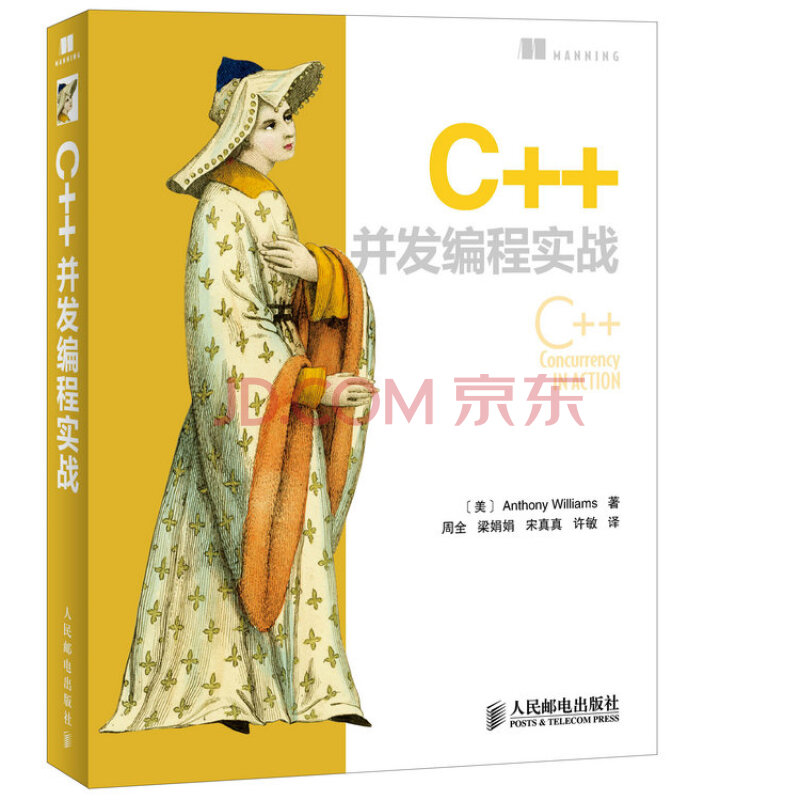 MANNING
C++并发编程实战
人民邮电出版社
MANNING
C++
并发编程实战
C++
Concurrency
IN ACTION
JD.COM 京东
[美] Anthony Williams 著
周全 梁娟娟 宋真真 许敏 译
人民邮电出版社
POSTS & TELECOM PRESS